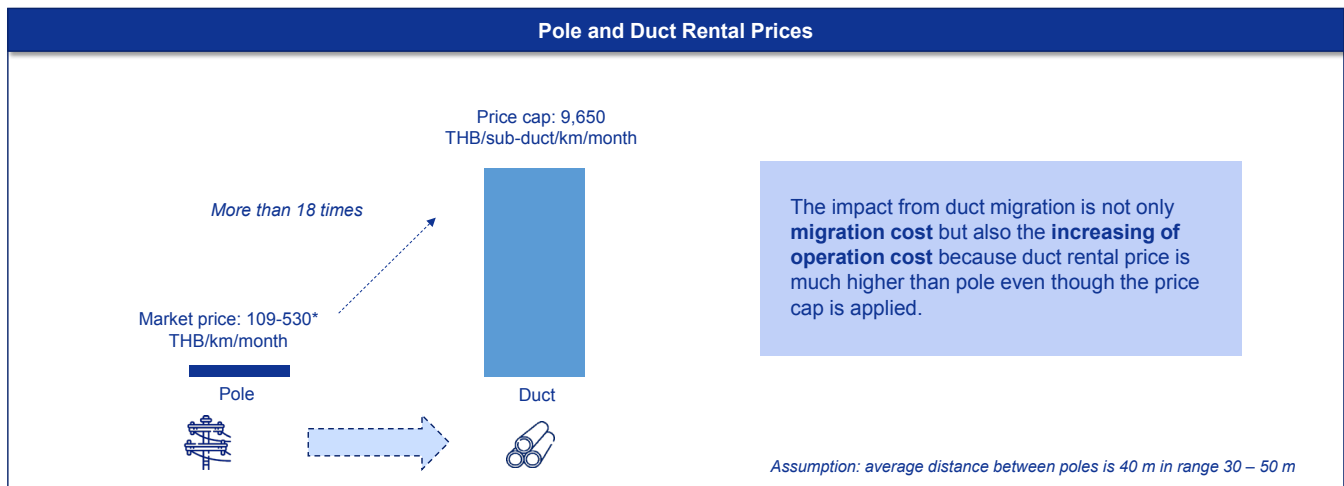 Pole and Duct Rental Prices
Price cap: 9,650
THB/sub-duct/km/month
More than 18 times
Market price: 109-530*
THB/km/month
Pole
Duct
The impact from duct migration is not only
migration cost but also the increasing of
operation cost because duct rental price is
much higher than pole even though the price
cap is applied.
Assumption: average distance between poles is 40 m in range 30 – 50 m